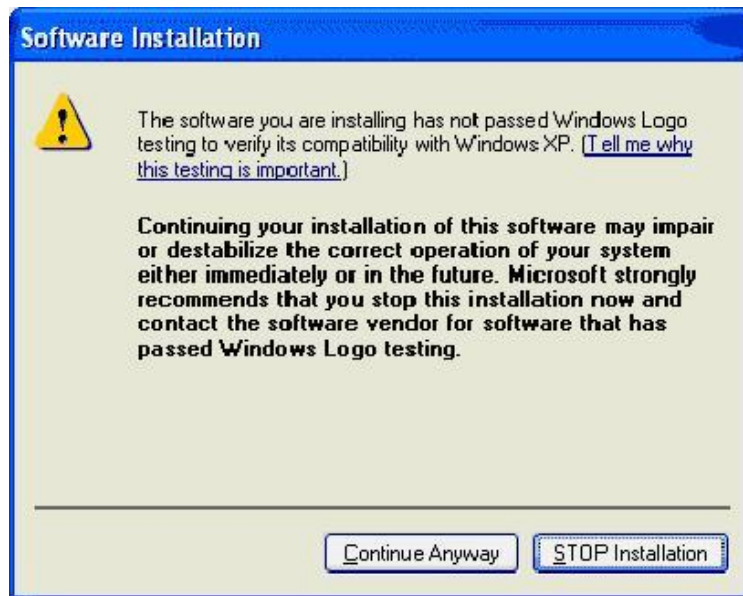 Software Installation
The software you are installing has not passed Windows Logo
testing to verify its compatibility with Windows XP. (Tell me why
this testing is important.)
Continuing your installation of this software may impair
or destabilize the correct operation of your system
either immediately or in the future. Microsoft strongly
recommends that you stop this installation now and
contact the software vendor for software that has
passed Windows Logo testing.
Continue Anyway
STOP Installation